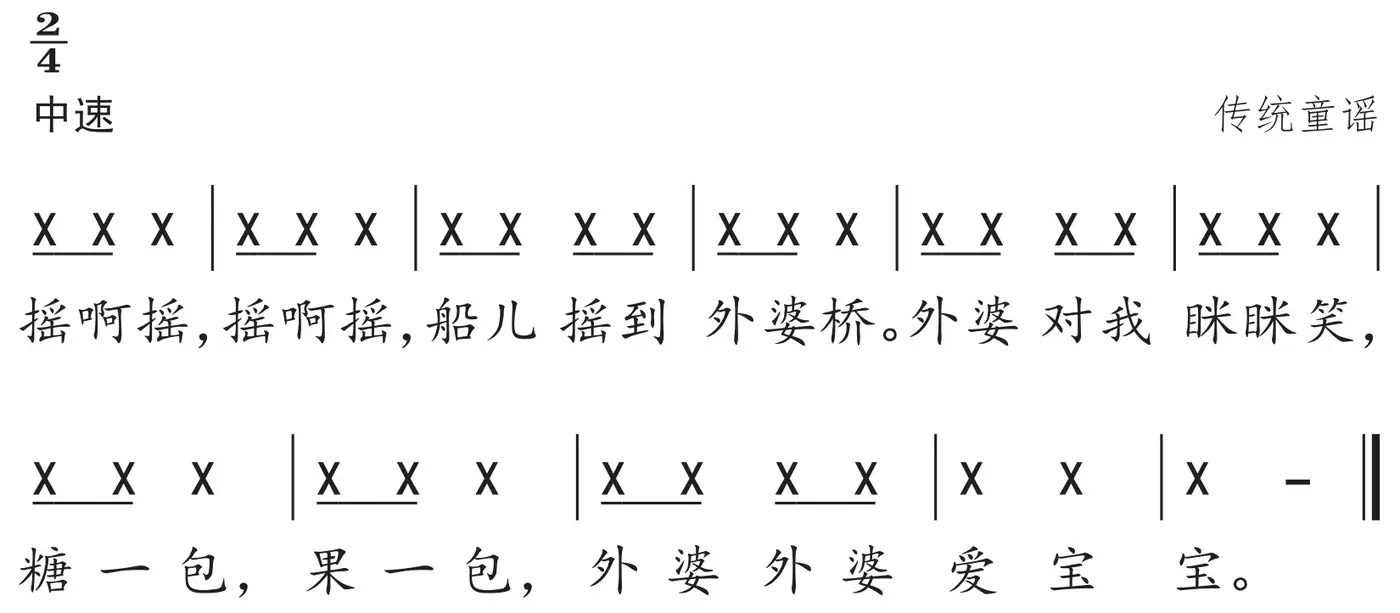 2
4
中速
传统童谣
X X X | X X X | X X X X | X X X | X X X X | X X X |
摇啊摇,摇啊摇,船儿 摇到 外婆桥。外婆 对我 眯眯笑,
X X X | X X X | X X X X | X X | X - ‖
糖一包, 果一包, 外婆 外婆 爱宝 宝。